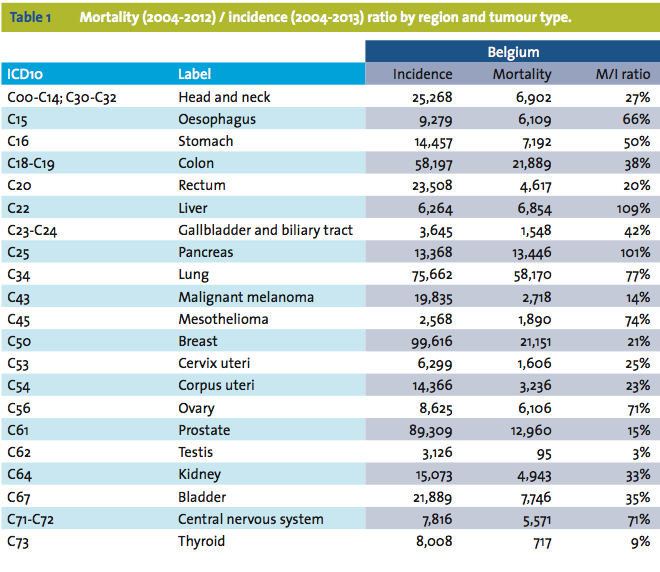 Table 1 Mortality (2004-2012) / incidence (2004-2013) ratio by region and tumour type.
Belgium
ICD10 Label Incidence Mortality M/I ratio
C00-C14; C30-C32 Head and neck 25,268 6,902 27%
C15 Oesophagus 9,279 6,109 66%
C16 Stomach 14,457 7,192 50%
C18-C19 Colon 58,197 21,889 38%
C20 Rectum 23,508 4,617 20%
C22 Liver 6,264 6,854 109%
C23-C24 Gallbladder and biliary tract 3,645 1,548 42%
C25 Pancreas 13,368 13,446 101%
C34 Lung 75,662 58,170 77%
C43 Malignant melanoma 19,835 2,718 14%
C45 Mesothelioma 2,568 1,890 74%
C50 Breast 99,616 21,151 21%
C53 Cervix uteri 6,299 1,606 25%
C54 Corpus uteri 14,366 3,236 23%
C56 Ovary 8,625 6,106 71%
C61 Prostate 89,309 12,960 15%
C62 Testis 3,126 95 3%
C64 Kidney 15,073 4,943 33%
C67 Bladder 21,889 7,746 35%
C71-C72 Central nervous system 7,816 5,571 71%
C73 Thyroid 8,008 717 9%